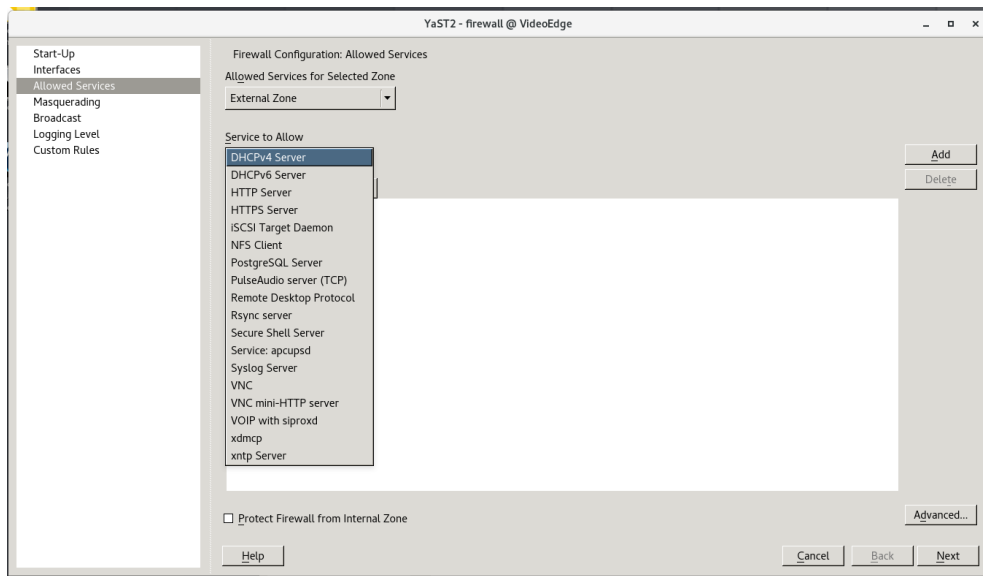 YaST2 - firewall @ VideoEdge
Start-Up
Interfaces
Allowed Services
Masquerading
Broadcast
Logging Level
Custom Rules
Firewall Configuration: Allowed Services
Allowed Services for Selected Zone
External Zone
Service to Allow
DHCPv4 Server
DHCPv6 Server
HTTP Server
HTTPS Server
iSCSI Target Daemon
NFS Client
PostgreSQL Server
PulseAudio server (TCP)
Remote Desktop Protocol
Rsync server
Secure Shell Server
Service: apcupsd
Syslog Server
VNC
VNC mini-HTTP server
VOIP with siproxd
xdmcp
xntp Server
Add
Delete
Protect Firewall from Internal Zone
Advanced...
Help
Cancel
Back
Next